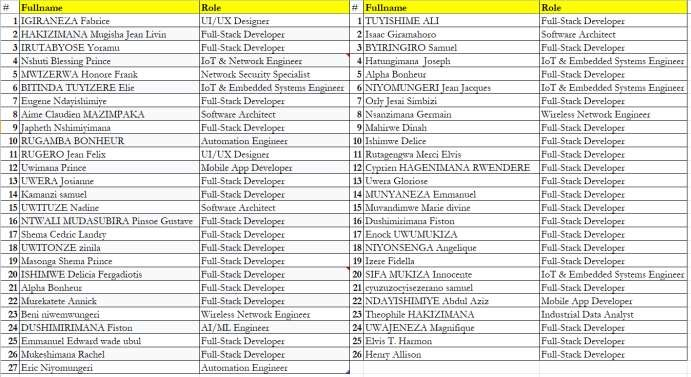 # Fullname Role
1 IGIRANEZA Fabrice UI/UX Designer
2 HAKIZIMANA Mugisha Jean Livin Full-Stack Developer
3 IRUTABYOSE Yoramu Full-Stack Developer
4 Nshuti Blessing Prince IoT & Network Engineer
5 MWIZERWA Honore Frank Network Security Specialist
6 BITINDA TUYIZERE Elie IoT & Embedded Systems Engineer
7 Eugene Ndayishimiye Full-Stack Developer
8 Aime Claudien MAZIMPAKA Software Architect
9 Japheth Nshimiyimana Full-Stack Developer
10 RUGAMBA BONHEUR Automation Engineer
11 RUGERO Jean Felix UI/UX Designer
12 Uwimana Prince Mobile App Developer
13 UWERA Josianne Full-Stack Developer
14 Kamanzi samuel Full-Stack Developer
15 UWITUZE Nadine Software Architect
16 NTWALI MUDASUBIRA Pinsoe Gustave Full-Stack Developer
17 Shema Cedric Landry Full-Stack Developer
18 UWITONZE zinila Full-Stack Developer
19 Masonga Shema Prince Full-Stack Developer
20 ISHIMWE Delicia Fergadiotis Full-Stack Developer
21 Alpha Bonheur Full-Stack Developer
22 Murekatete Annick Full-Stack Developer
23 Beni niwemwungeri Wireless Network Engineer
24 DUSHIMIRIMANA Fiston AI/ML Engineer
25 Emmanuel Edward wade ubul Full-Stack Developer
26 Mukeshimana Rachel Full-Stack Developer
27 Eric Niyomungeri Automation Engineer
# Fullname Role
1 TUYISHIME ALI Full-Stack Developer
2 Isaac Giramahoro Software Architect
3 BYIRINGIRO Samuel Full-Stack Developer
4 Hatungimana Joseph IoT & Embedded Systems Engineer
5 Alpha Bonheur Full-Stack Developer
6 NIYOMUNGERI Jean Jacques IoT & Embedded Systems Engineer
7 Orly Jesai Simbizi Full-Stack Developer
8 Nsanzimana Germain Wireless Network Engineer
9 Mahirwe Dinah Full-Stack Developer
10 Ishimwe Delice Full-Stack Developer
11 Rutagengwa Merci Elvis Full-Stack Developer
12 Cyprien HAGENIMANA RWENDERE Full-Stack Developer
13 Uwera Gloriose Full-Stack Developer
14 MUNYANEZA Emmanuel Full-Stack Developer
15 Muvandimwe Marie divine Full-Stack Developer
16 Dushimirimana Fiston Full-Stack Developer
17 Enock UWUMUKIZA Full-Stack Developer
18 NIYONSENGA Angelique Full-Stack Developer
19 Izere Fidella Full-Stack Developer
20 SIFA MUKIZA Innocente IoT & Embedded Systems Engineer
21 cyuzuzocyisezerano samuel Full-Stack Developer
22 NDAYISHIMIYE Abdul Aziz Mobile App Developer
23 Theophile HAKIZIMANA Industrial Data Analyst
24 UWAJENEZA Magnifique Full-Stack Developer
25 Elvis T. Harmon Full-Stack Developer
26 Henry Allison Full-Stack Developer